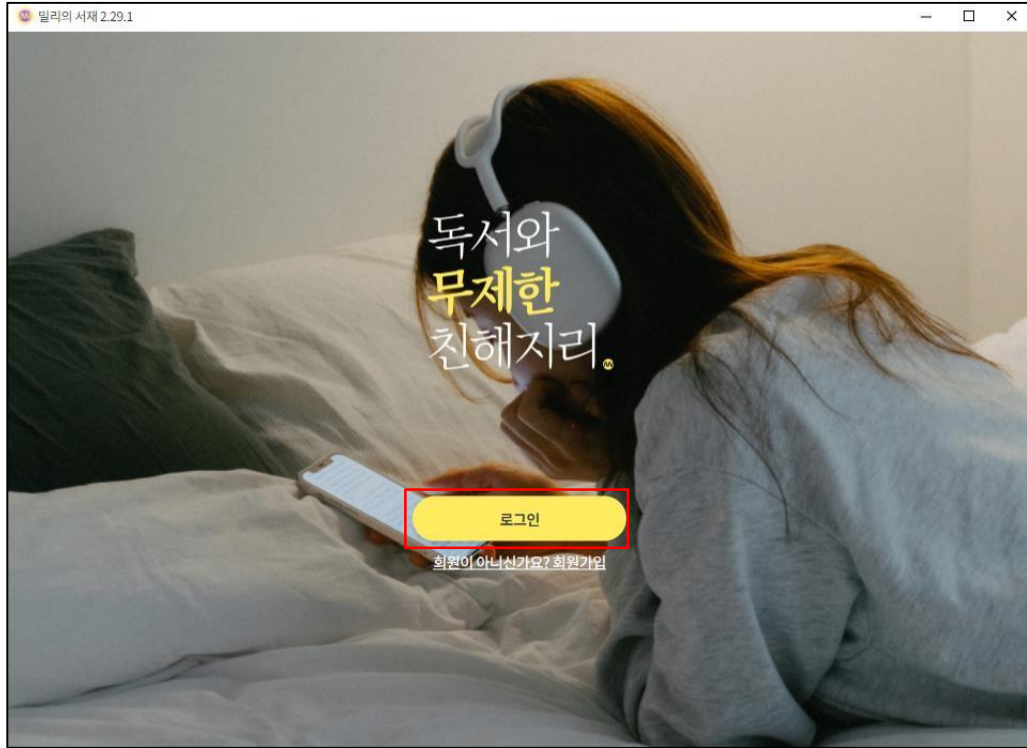 밀리의 서재 2.29.1
독서와
무제한
친해지리.
로그인
회원이 아니신가요? 회원가입